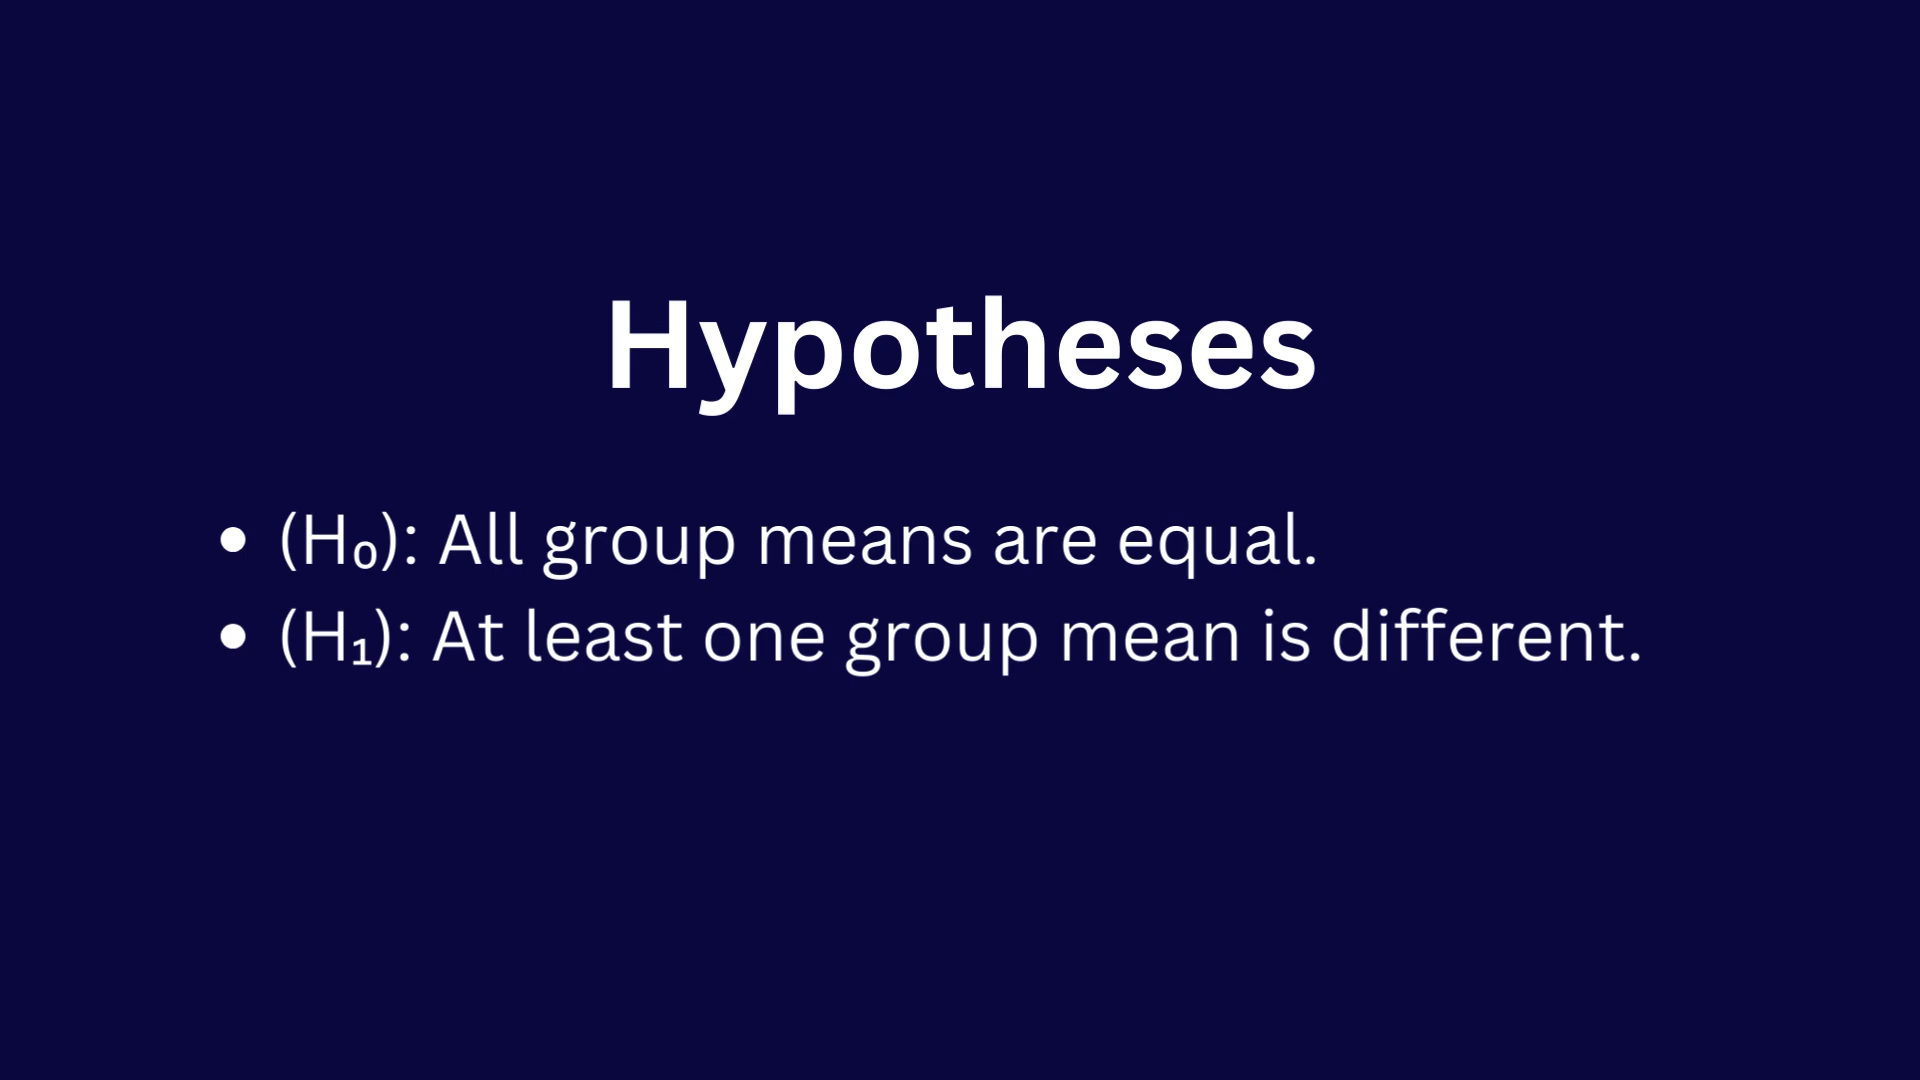 Hypotheses
• (H₀): All group means are equal.
• (H₁): At least one group mean is different.